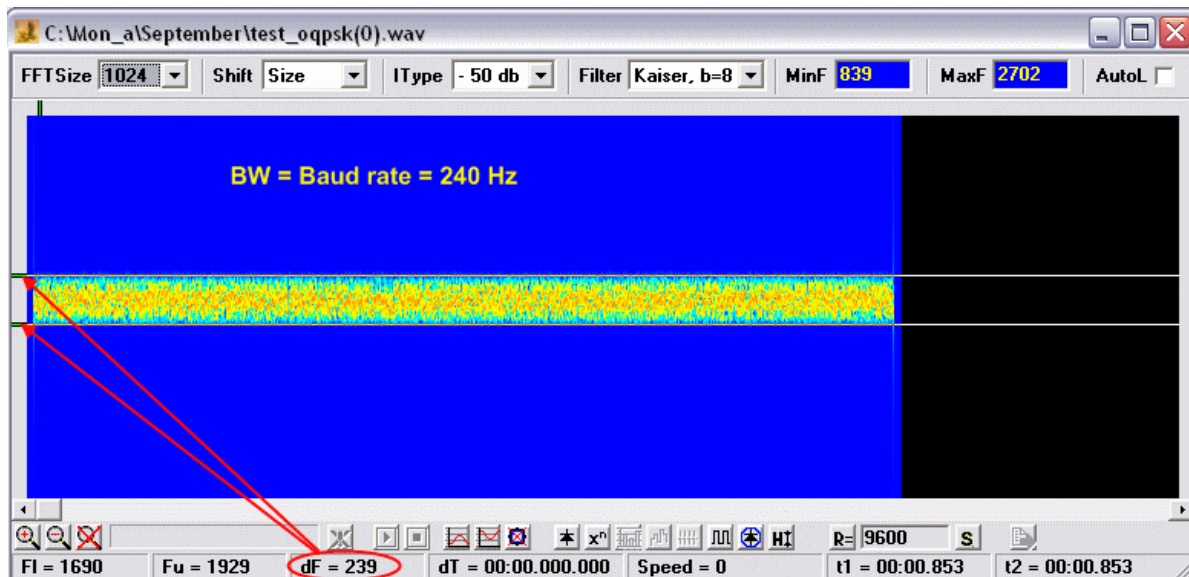 C:\Mon_a\September\test_oqpsk(0).wav
FFTSize 1024 Shift Size IType - 50 db Filter Kaiser, b=8 MinF 839 MaxF 2702 AutoL
BW = Baud rate = 240 Hz
xⁿ H R= 9600 S
Fl = 1690 Fu = 1929 dF = 239 dT = 00:00.000.000 Speed = 0 t1 = 00:00.853 t2 = 00:00.853